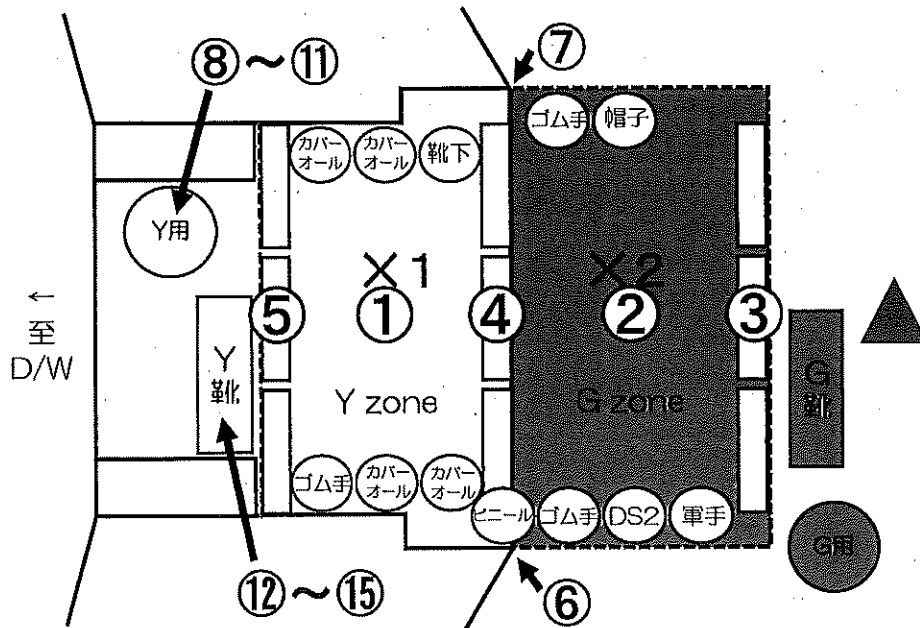 ⑧～⑪
⑦
ゴム手
帽子
カバーオール
カバーオール
靴下
Y用
×1
×2
⑤
①
④
②
③
←
至
D/W
Y
靴
Y zone
G zone
G
靴
ゴム手
カバーオール
カバーオール
ビニール
ゴム手
DS2
軍手
G用
⑫～⑮
⑥